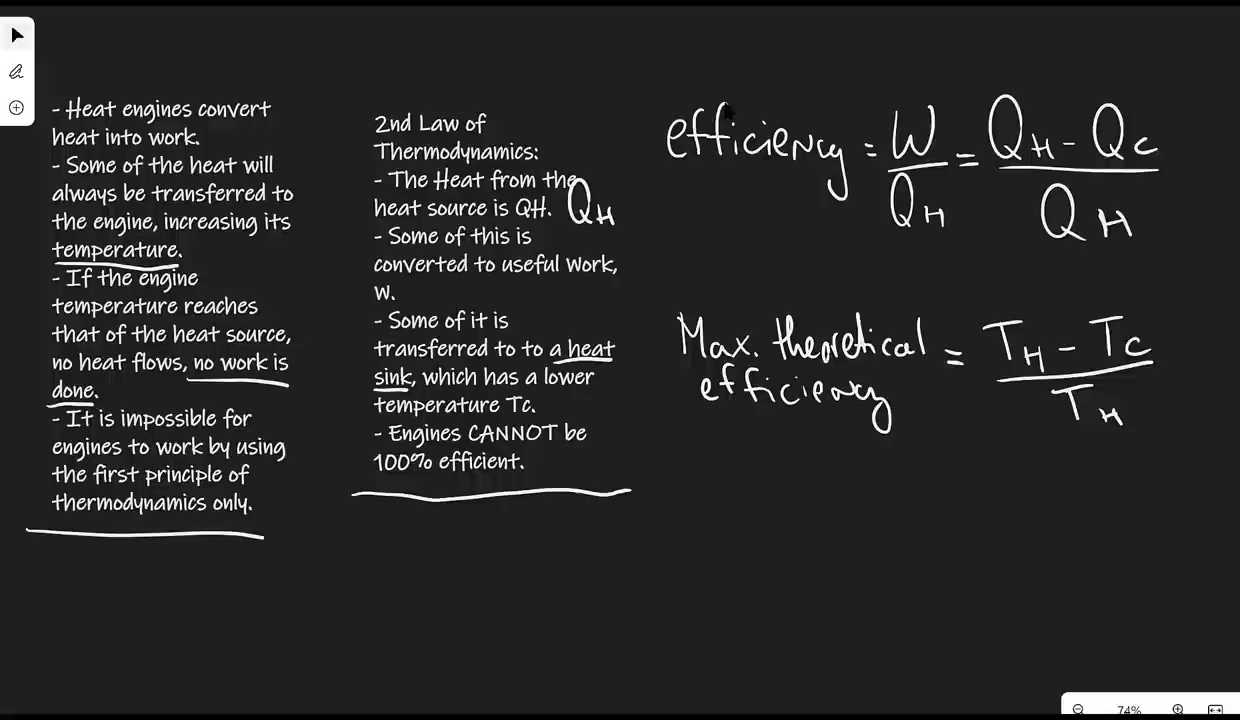 - Heat engines convert
heat into work.
- Some of the heat will
always be transferred to
the engine, increasing its
temperature.
- If the engine
temperature reaches
that of the heat source,
no heat flows, no work is
done.
- It is impossible for
engines to work by using
the first principle of
thermodynamics only.
2nd Law of
Thermodynamics:
- The Heat from the
heat source is QH. QH
- Some of this is
converted to useful Work,
W.
- Some of it is
transferred to to a heat
sink, which has a lower
temperature Tc.
- Engines CANNOT be
100% efficient.
efficiency = W/QH = QH - QC/QH
Max. theoretical
efficiency = TH - TC/TH
74%